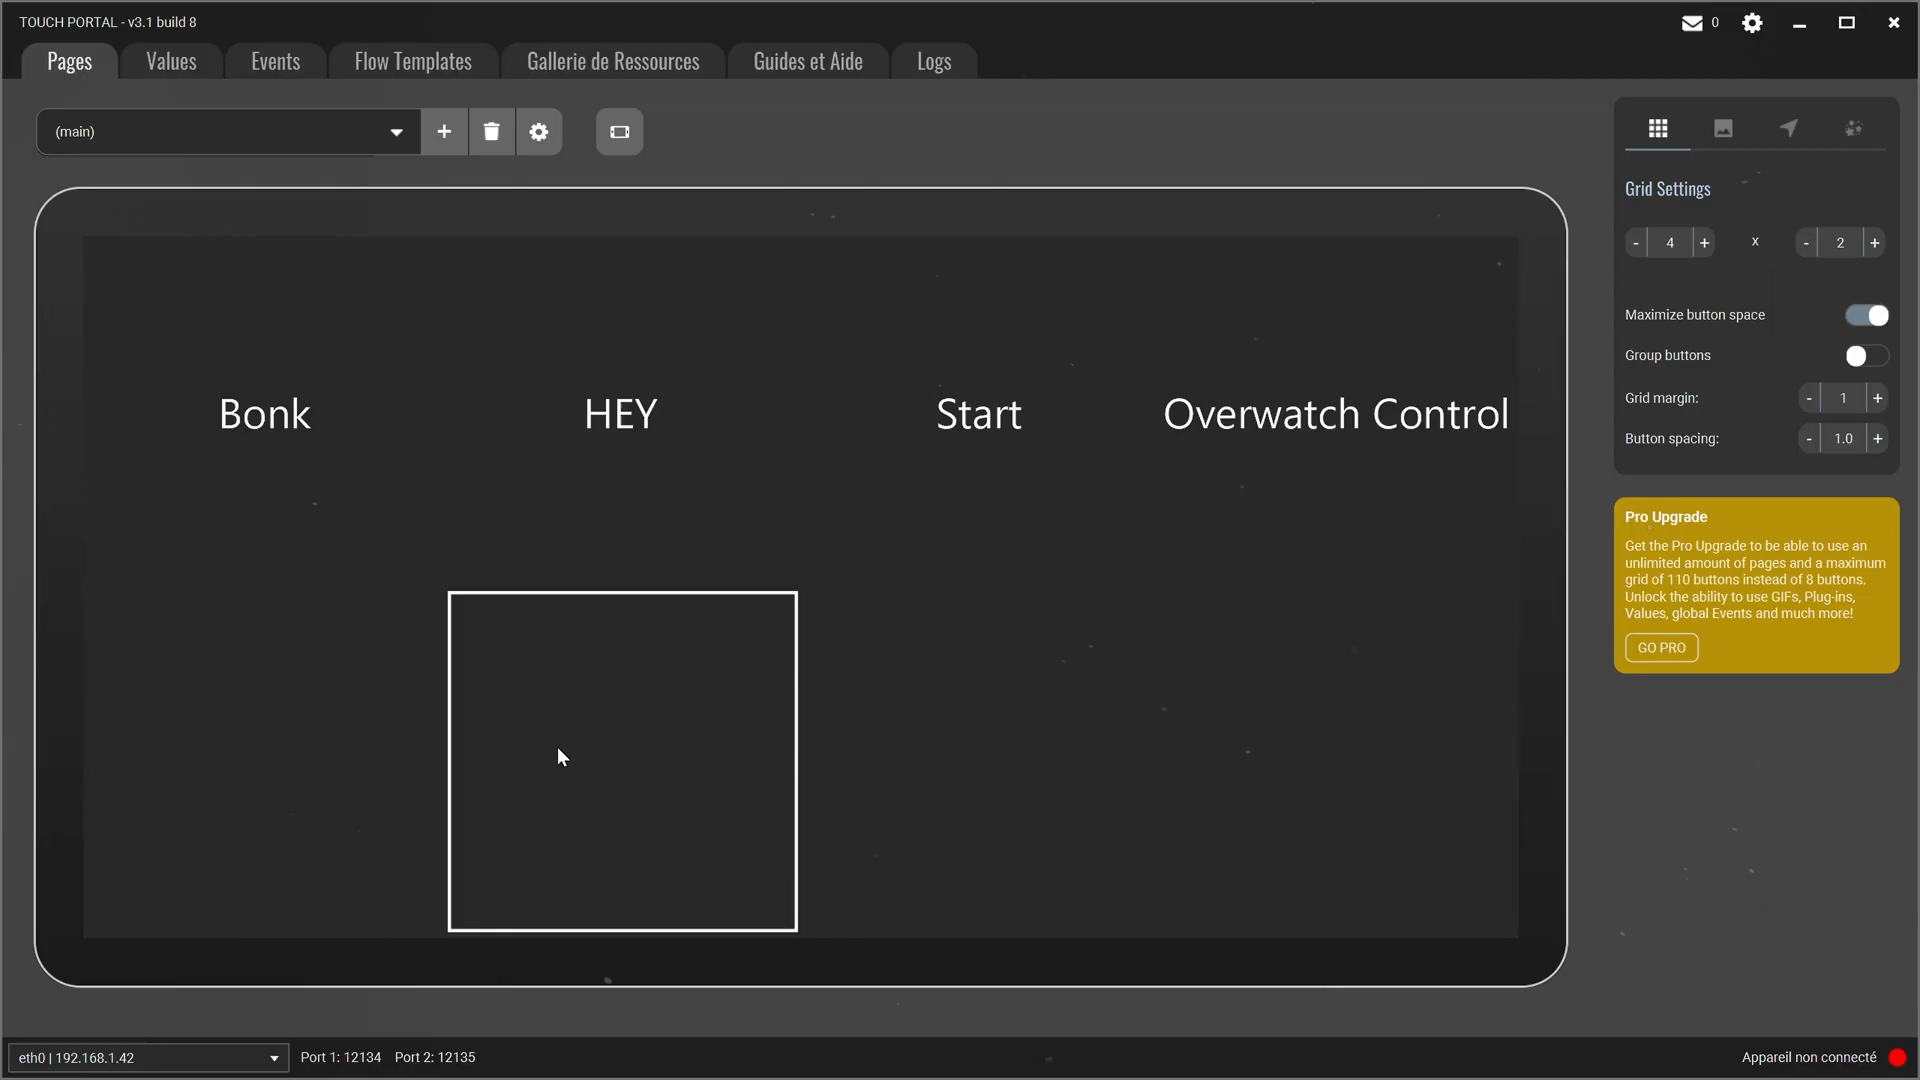 TOUCH PORTAL - v3.1 build 8
0
Pages
Values
Events
Flow Templates
Gallerie de Ressources
Guides et Aide
Logs
(main)
+
Grid Settings
- 4 + x - 2 +
Maximize button space
Group buttons
Grid margin: - 1 +
Button spacing: - 1.0 +
Bonk
HEY
Start
Overwatch Control
Pro Upgrade
Get the Pro Upgrade to be able to use an
unlimited amount of pages and a maximum
grid of 110 buttons instead of 8 buttons.
Unlock the ability to use GIFs, Plug-ins,
Values, global Events and much more!
GO PRO
eth0 | 192.168.1.42
Port 1: 12134
Port 2: 12135
Appareil non connecté